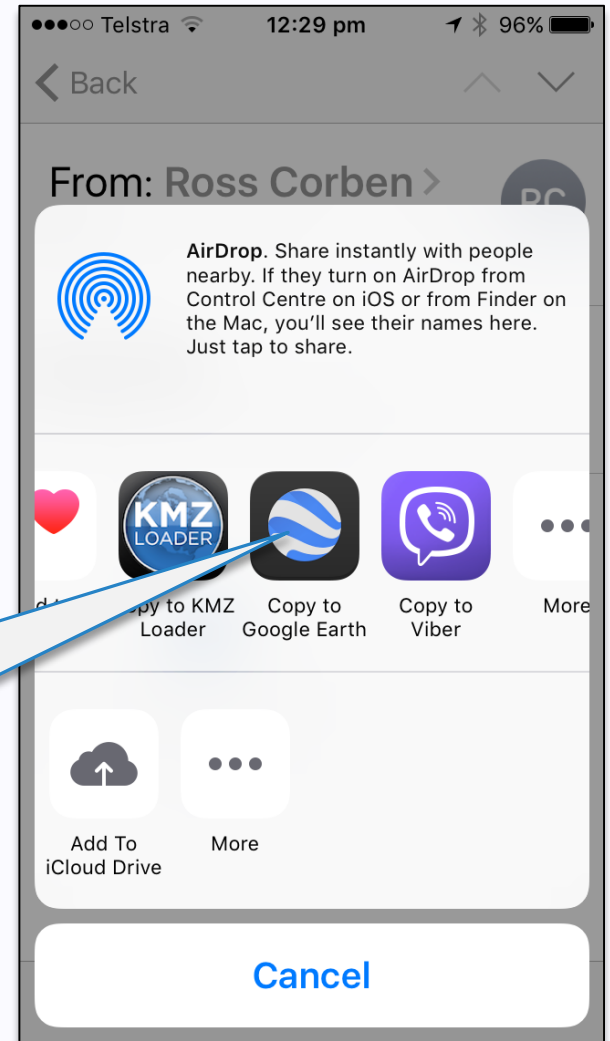 Telstra 12:29 pm 96%
Back
From: Ross Corben
AirDrop. Share instantly with people
nearby. If they turn on AirDrop from
Control Centre on iOS or from Finder on
the Mac, you'll see their names here.
Just tap to share.
KMZ
LOADER
to KMZ
Loader
Copy to
Google Earth
Copy to
Viber
More
Add To
iCloud Drive
More
Cancel